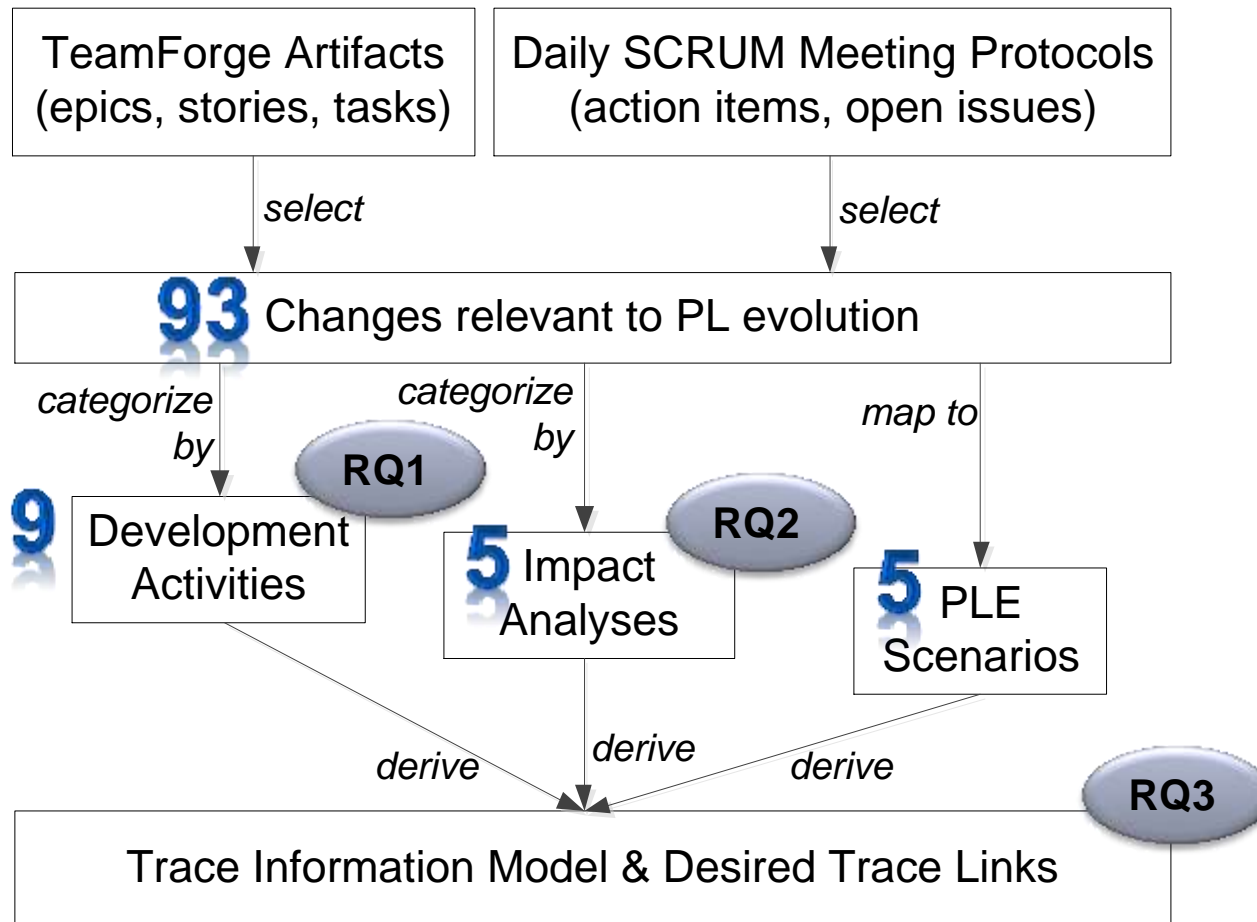 TeamForge Artifacts
(epics, stories, tasks)
Daily SCRUM Meeting Protocols
(action items, open issues)
select
select
93 Changes relevant to PL evolution
categorize
by
categorize
by
map to
RQ1
RQ2
9 Development
Activities
5 Impact
Analyses
5 PLE
Scenarios
derive
derive
derive
RQ3
Trace Information Model & Desired Trace Links